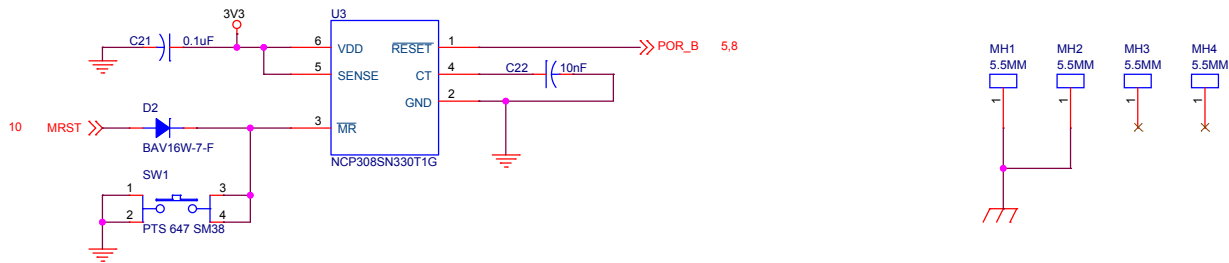 3V3
U3
C21 0.1uF
6 VDD
RESET 1
POR_B 5,8
5 SENSE
CT 4
C22 10nF
GND 2
10 MRST
D2
BAV16W-7-F
3 MR
NCP308SN330T1G
SW1
1 3
2 4
PTS 647 SM38
MH1 MH2 MH3 MH4
5.5MM 5.5MM 5.5MM 5.5MM
1 1 1 1